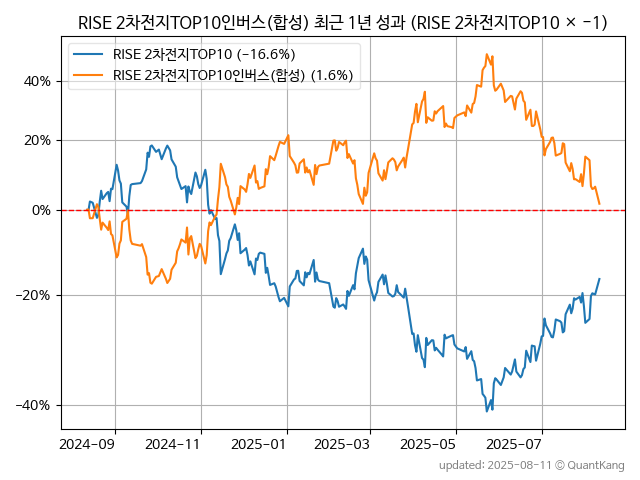 RISE 2차전지TOP10인버스(합성) 최근 1년 성과 (RISE 2차전지TOP10 × −1)
RISE 2차전지TOP10 (−16.6%)
RISE 2차전지TOP10인버스(합성) (1.6%)
40%
20%
0%
−20%
−40%
2024-09 2024-11 2025-01 2025-03 2025-05 2025-07
updated: 2025-08-11 © QuantKang